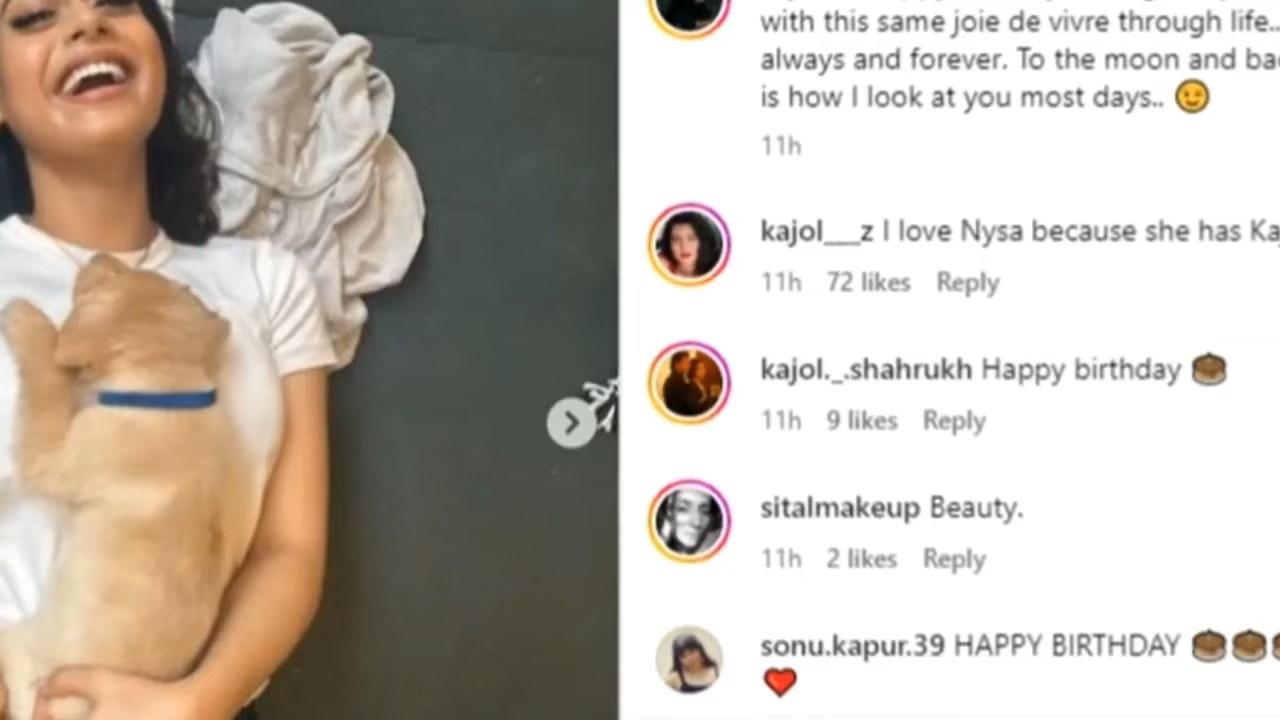 with this same joie de vivre through life..
always and forever. To the moon and
is how I look at you most days.. 😉
11h
kajol___z I love Nysa because she has
11h 72 likes Reply
kajol._.shahrukh Happy birthday 🎂
11h 9 likes Reply
sitalmakeup Beauty.
11h 2 likes Reply
sonu.kapur.39 HAPPY BIRTHDAY 🎂🎂
❤️